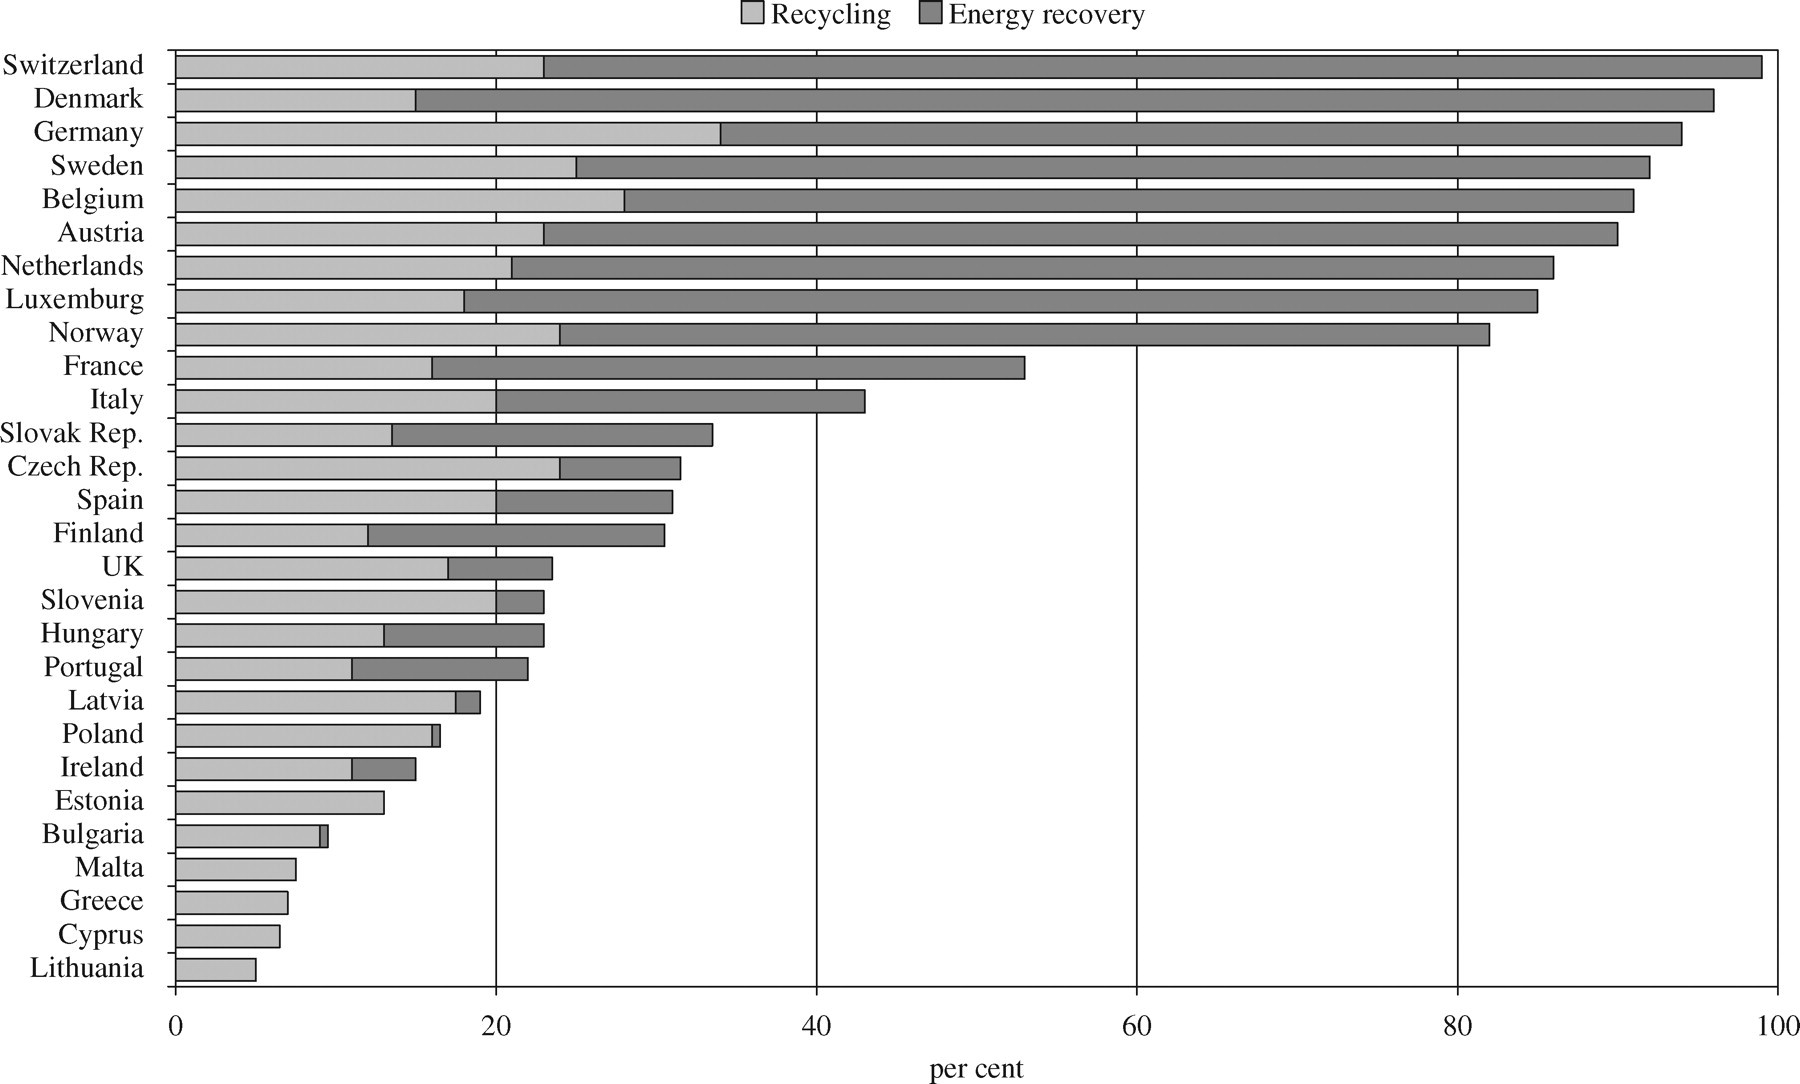 Recycling Energy recovery
Switzerland
Denmark
Germany
Sweden
Belgium
Austria
Netherlands
Luxemburg
Norway
France
Italy
Slovak Rep.
Czech Rep.
Spain
Finland
UK
Slovenia
Hungary
Portugal
Latvia
Poland
Ireland
Estonia
Bulgaria
Malta
Greece
Cyprus
Lithuania
0 20 40 60 80 100
per cent